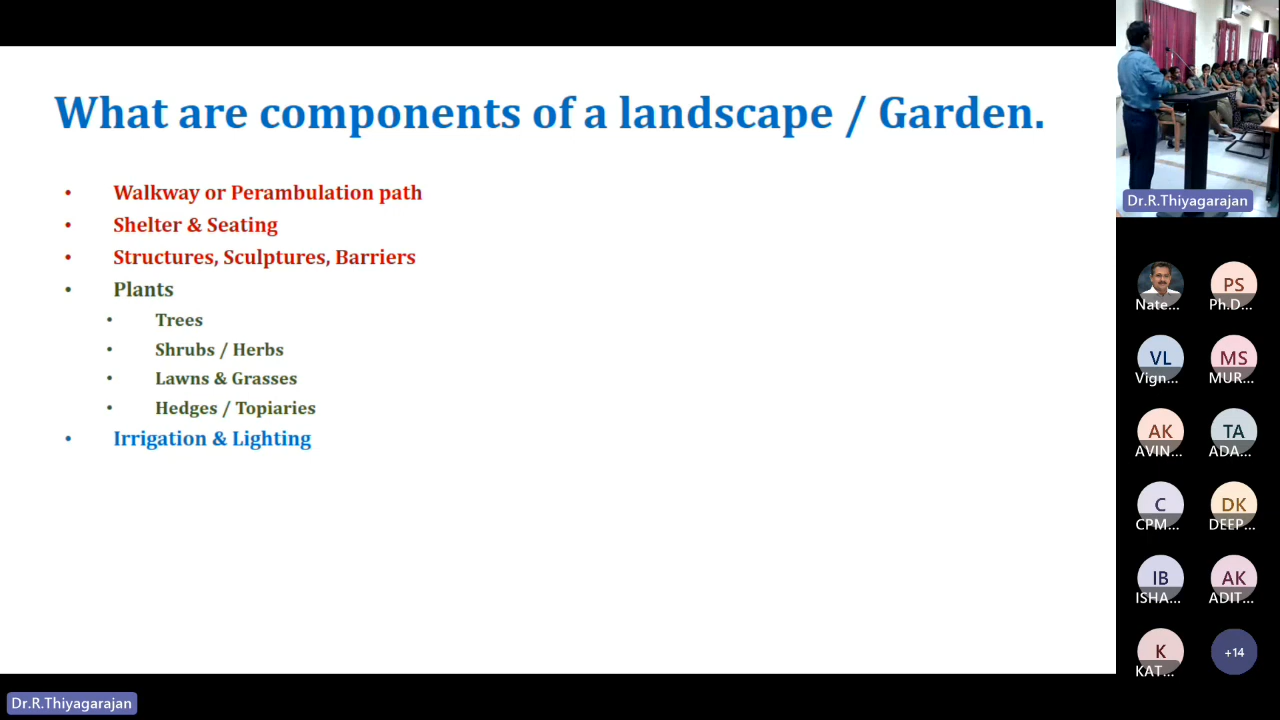 What are components of a landscape / Garden.
• Walkway or Perambulation path
• Shelter & Seating
• Structures, Sculptures, Barriers
• Plants
• Trees
• Shrubs / Herbs
• Lawns & Grasses
• Hedges / Topiaries
• Irrigation & Lighting
Dr.R.Thiyagarajan
Nate...
PS
Ph.D...
VL
Vign...
MS
MUR...
AK
AVIN...
TA
ADA...
C
CPM...
DK
DEEP...
IB
ISHA...
AK
ADIT...
K
KAT...
+14
Dr.R.Thiyagarajan